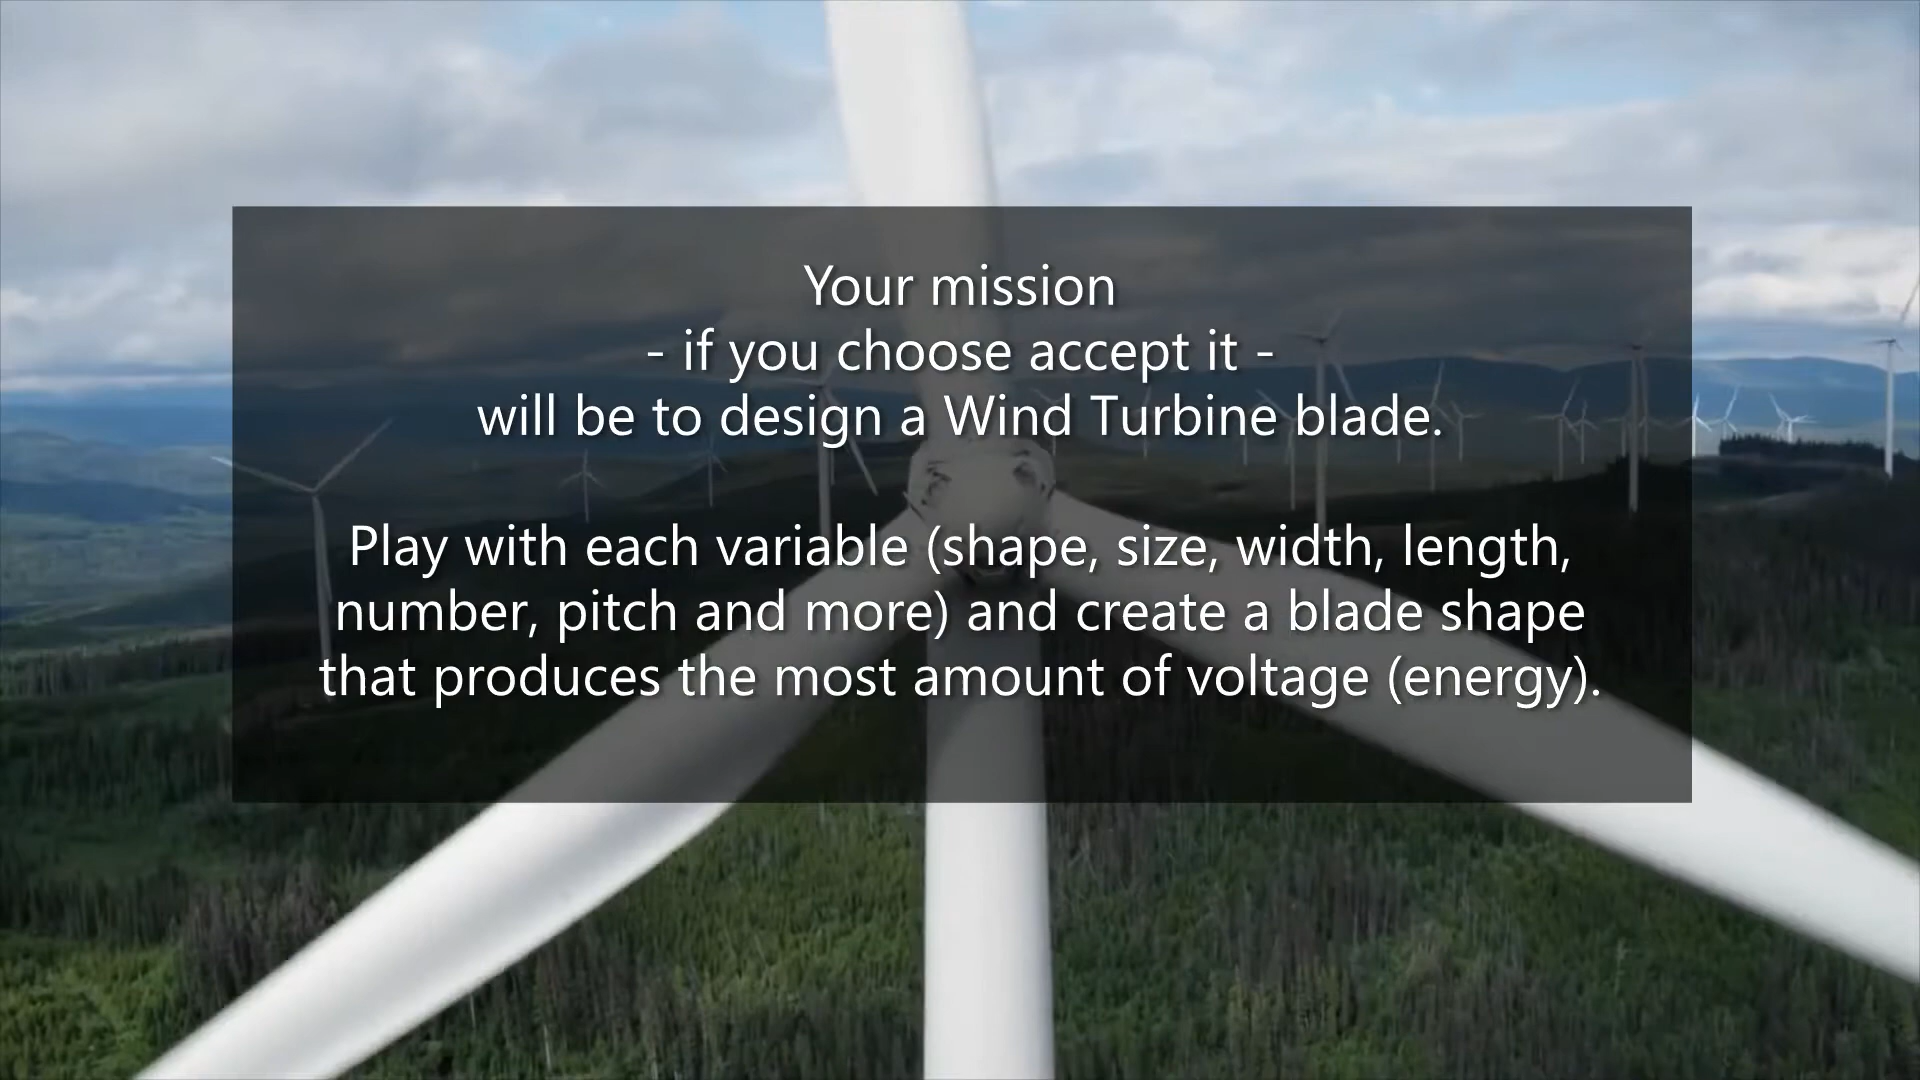 Your mission
- if you choose accept it -
will be to design a Wind Turbine blade.
Play with each variable (shape, size, width, length,
number, pitch and more) and create a blade shape
that produces the most amount of voltage (energy).